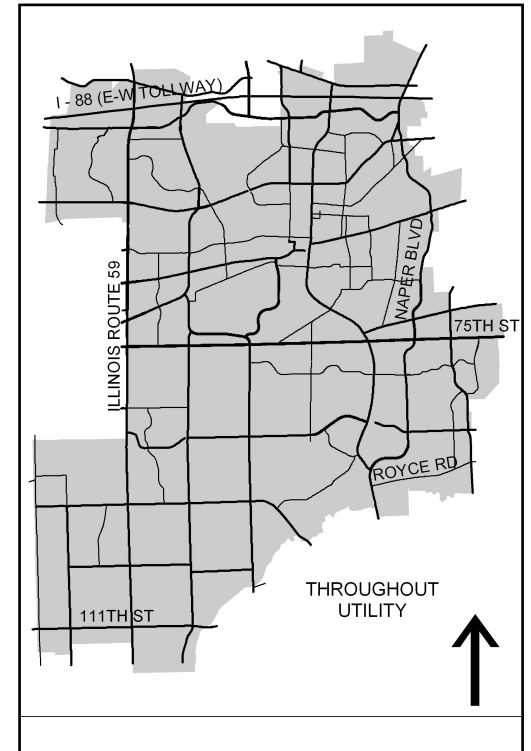 I - 88 (E-W TOLLWAY)
ILLINOIS ROUTE 59
NAPER BLVD
75TH ST
ROYCE RD
THROUGHOUT
UTILITY
111TH ST